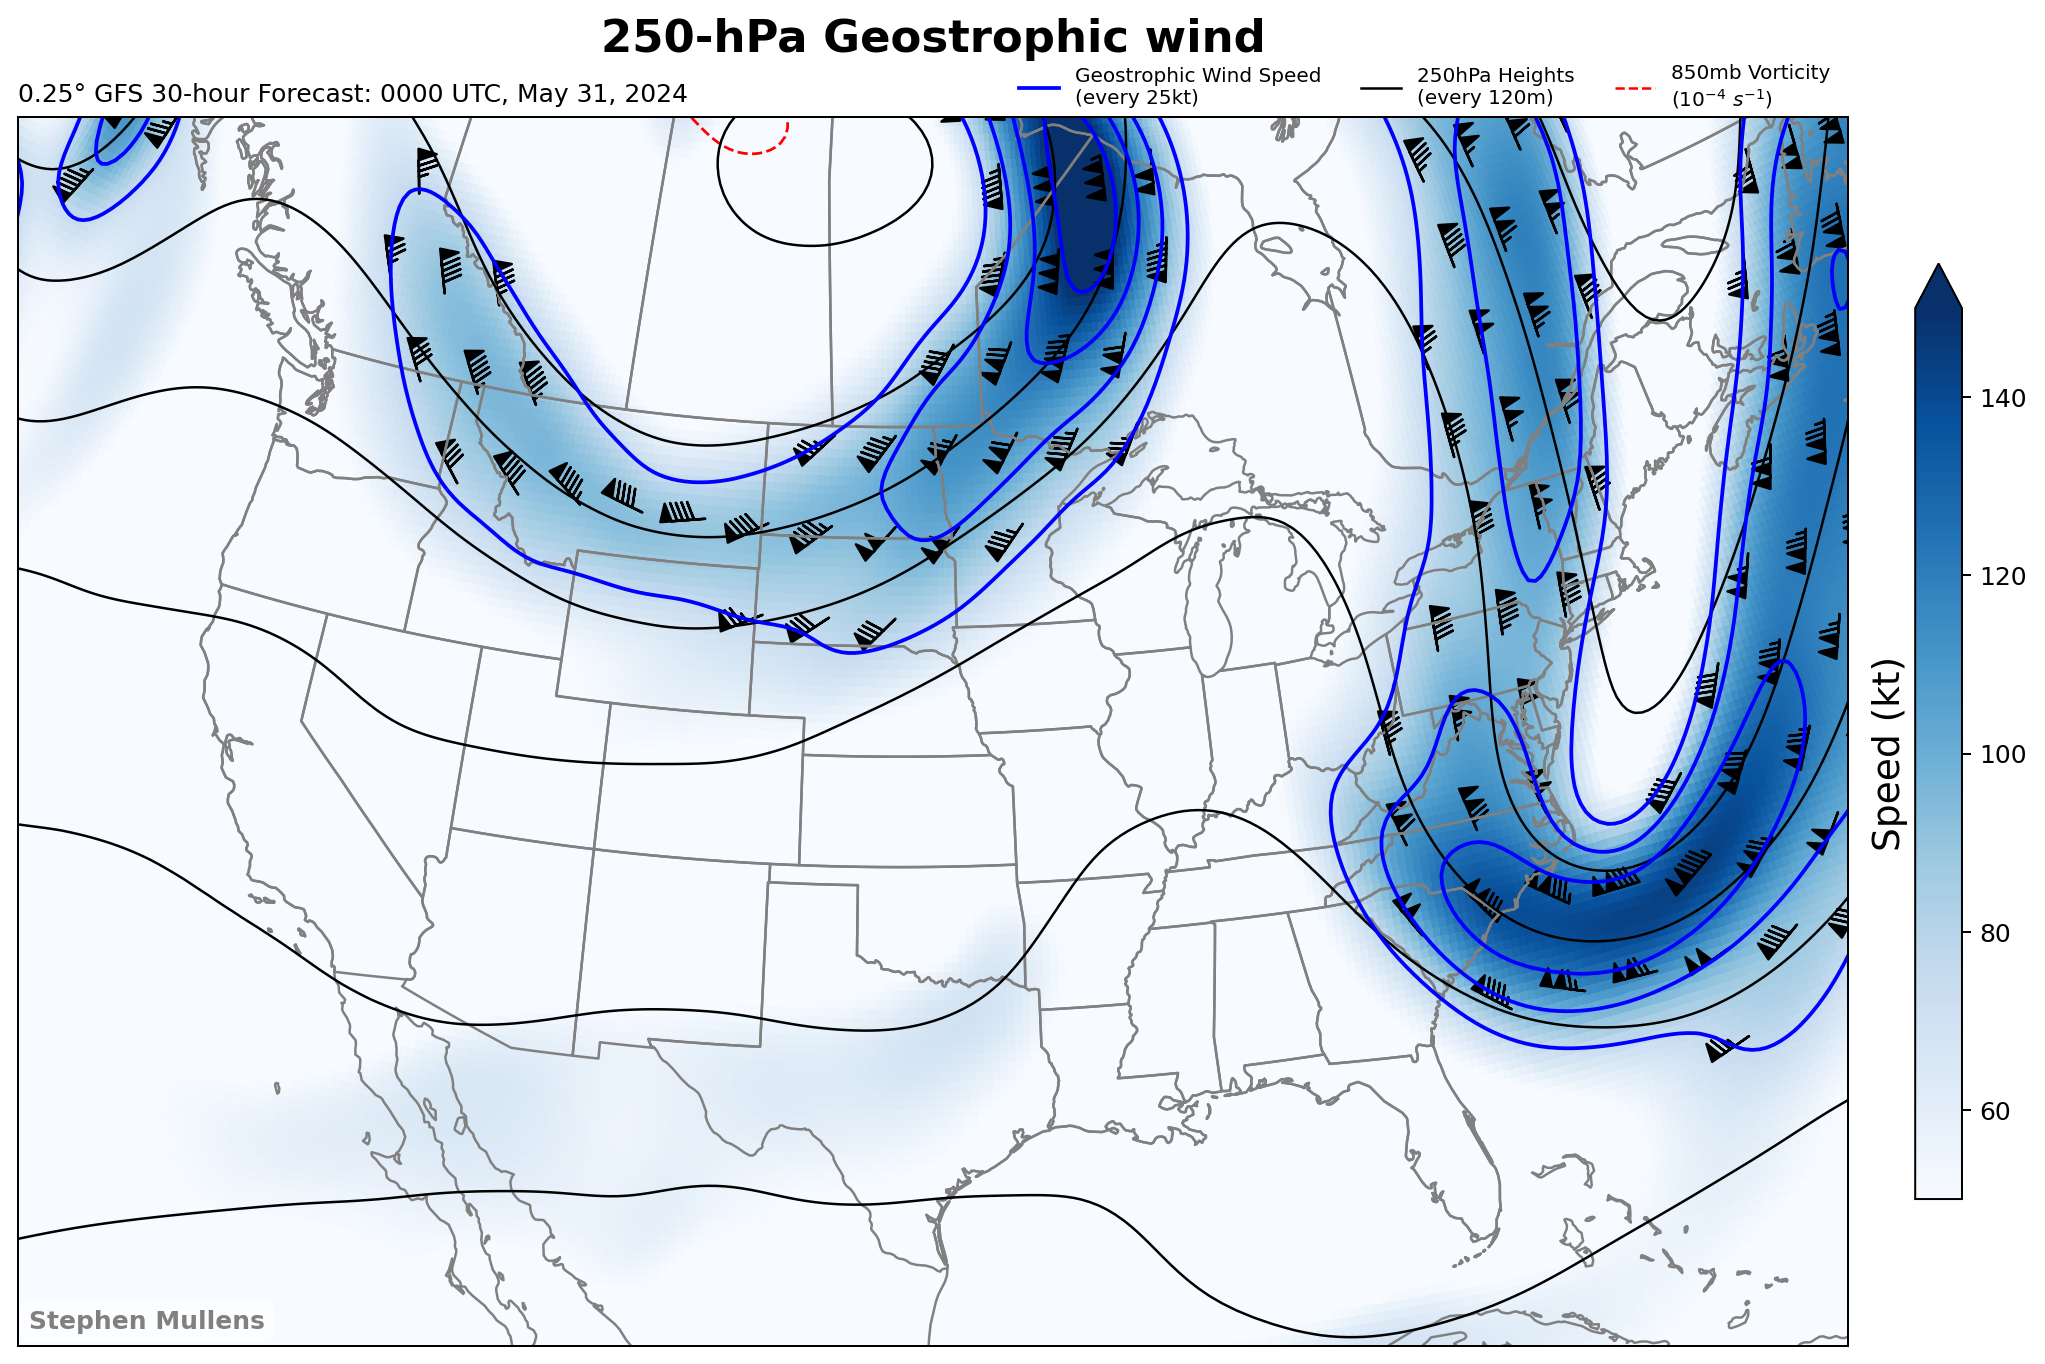 250-hPa Geostrophic wind
0.25° GFS 30-hour Forecast: 0000 UTC, May 31, 2024
Geostrophic Wind Speed
(every 25kt)
250hPa Heights
(every 120m)
850mb Vorticity
(10⁻⁴ s⁻¹)
140
120
100
80
60
Speed (kt)
Stephen Mullens